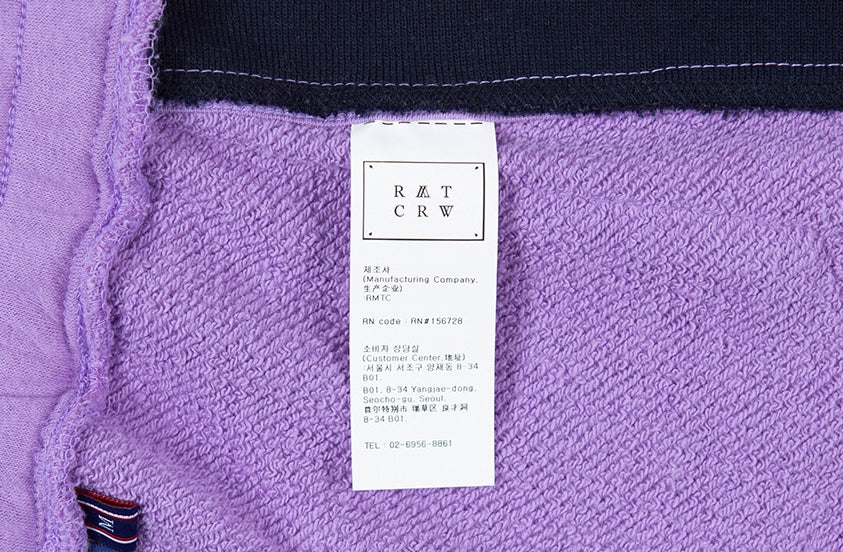 RMT
CRW
제조사
(Manufacturing Company,
生产企业)
:RMTC
RN code : RN#156728
소비자 상담실
(Customer Center,地址)
:서울시 서초구 양재동 8-34
B01.
B01, 8-34 Yangjae-dong,
Seocho-gu, Seoul.
首尔特别市 瑞草区 良才洞
8-34 B01.
TEL : 02-6956-8861